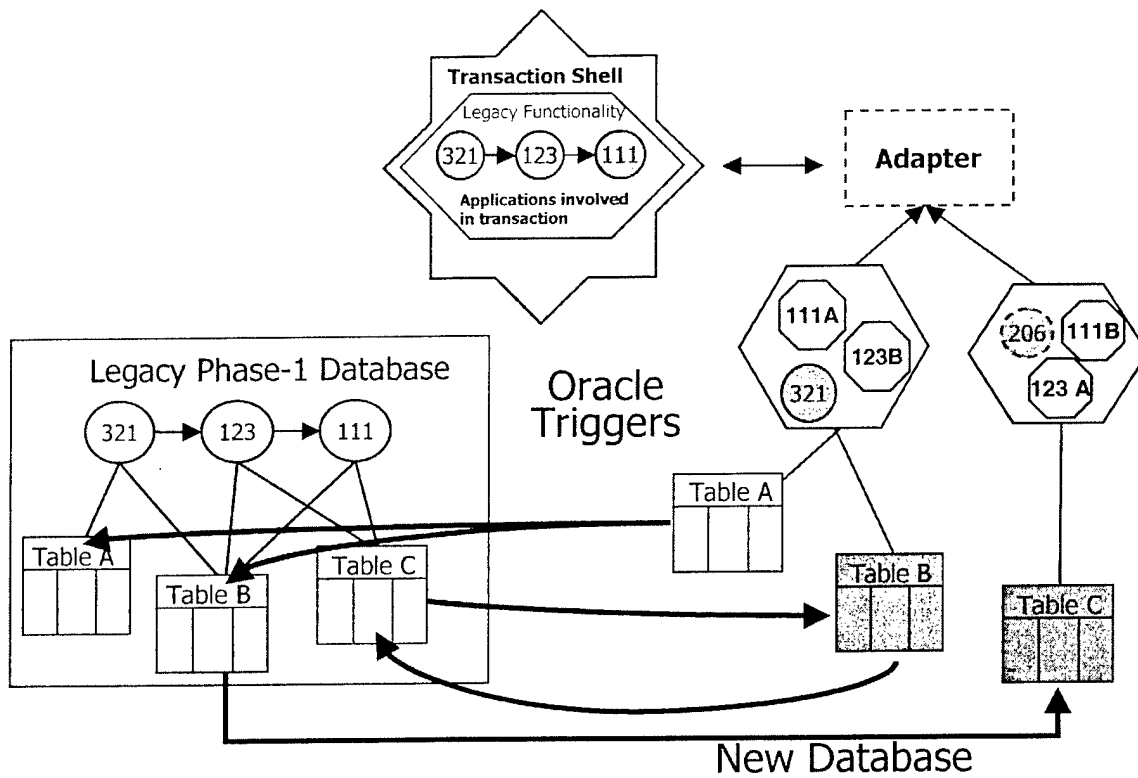 Transaction Shell
Legacy Functionality
321
123
111
Applications involved
in transaction
Adapter
111A
123B
321
206
111B
123 A
Legacy Phase-1 Database
321
123
111
Oracle
Triggers
Table A
Table B
Table C
Table A
Table B
Table C
New Database